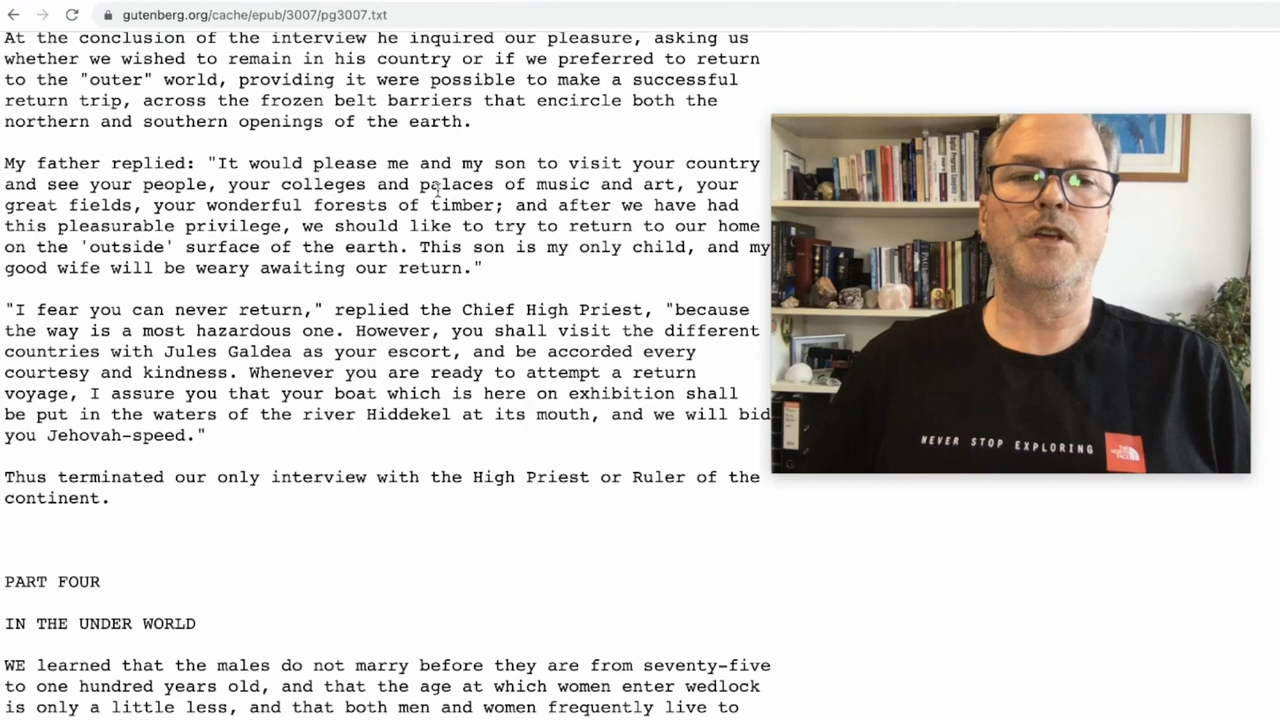 gutenberg.org/cache/epub/3007/pg3007.txt
At the conclusion of the interview he inquired our pleasure, asking us
whether we wished to remain in his country or if we preferred to return
to the "outer" world, providing it were possible to make a successful
return trip, across the frozen belt barriers that encircle both the
northern and southern openings of the earth.
My father replied: "It would please me and my son to visit your country
and see your people, your colleges and palaces of music and art, your
great fields, your wonderful forests of timber; and after we have had
this pleasurable privilege, we should like to try to return to our home
on the 'outside' surface of the earth. This son is my only child, and my
good wife will be weary awaiting our return."
"I fear you can never return," replied the Chief High Priest, "because
the way is a most hazardous one. However, you shall visit the different
countries with Jules Galdea as your escort, and be accorded every
courtesy and kindness. Whenever you are ready to attempt a return
voyage, I assure you that your boat which is here on exhibition shall
be put in the waters of the river Hiddekel at its mouth, and we will bid
you Jehovah-speed."
Thus terminated our only interview with the High Priest or Ruler of the
continent.
PART FOUR
IN THE UNDER WORLD
WE learned that the males do not marry before they are from seventy-five
to one hundred years old, and that the age at which women enter wedlock
is only a little less, and that both men and women frequently live to
NEVER STOP EXPLORING
THE
NORTH
FACE